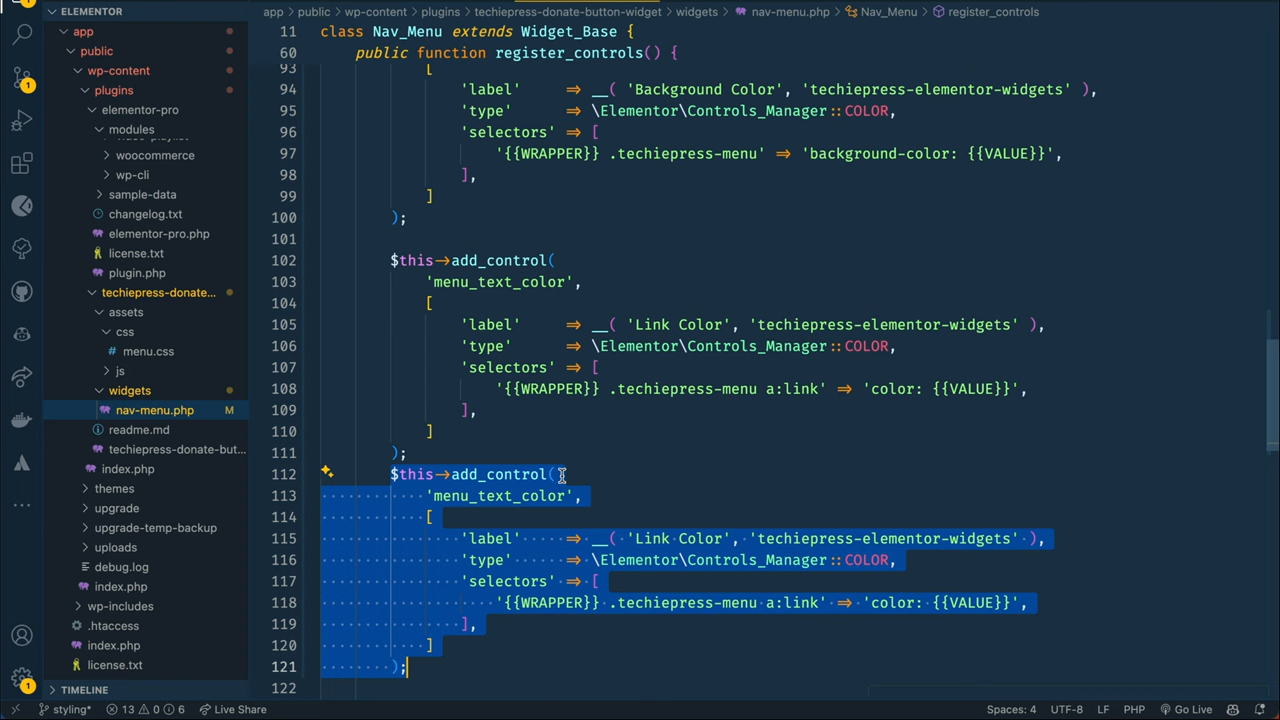 ELEMENTOR
app
public
wp-content
plugins
elementor-pro
modules
woocommerce
wp-cli
sample-data
changelog.txt
elementor-pro.php
license.txt
plugin.php
techiepress-donate...
assets
css
menu.css
js
widgets
nav-menu.php M
readme.md
techiepress-donate-but...
index.php
themes
upgrade
upgrade-temp-backup
uploads
debug.log
index.php
wp-includes
.htaccess
index.php
license.txt
TIMELINE
app > public > wp-content > plugins > techiepress-donate-button-widget > widgets > nav-menu.php > Nav_Menu > register_controls
11 class Nav_Menu extends Widget_Base {
60 public function register_controls() {
93 [
94 'label' => __( 'Background Color', 'techiepress-elementor-widgets' ),
95 'type' => \Elementor\Controls_Manager::COLOR,
96 'selectors' => [
97 '{{WRAPPER}} .techiepress-menu' => 'background-color: {{VALUE}}',
98 ],
99 ]
100 );
101
102 $this->add_control(
103 'menu_text_color',
104 [
105 'label' => __( 'Link Color', 'techiepress-elementor-widgets' ),
106 'type' => \Elementor\Controls_Manager::COLOR,
107 'selectors' => [
108 '{{WRAPPER}} .techiepress-menu a:link' => 'color: {{VALUE}}',
109 ],
110 ]
111 );
112 $this->add_control(
113 'menu_text_color',
114 [
115 'label' => __( 'Link Color', 'techiepress-elementor-widgets' ),
116 'type' => \Elementor\Controls_Manager::COLOR,
117 'selectors' => [
118 '{{WRAPPER}} .techiepress-menu a:link' => 'color: {{VALUE}}',
119 ],
120 ]
121 );
122
1
1
styling* 13 0 6 Live Share Spaces: 4 UTF-8 LF PHP Go Live